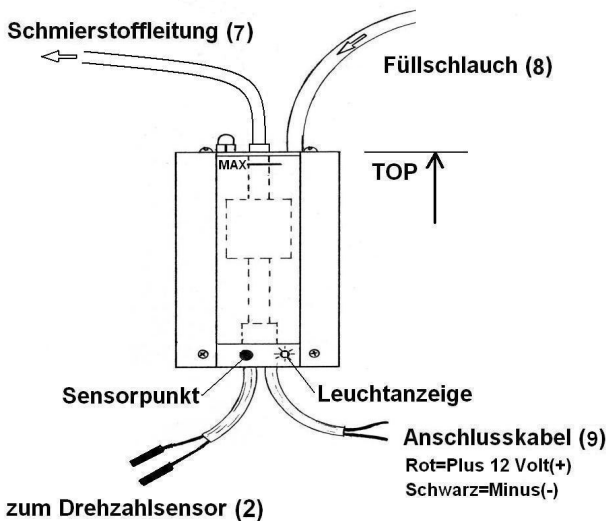 Schmierstoffleitung (7)
Füllschlauch (8)
MAX
TOP
Sensorpunkt
Leuchtanzeige
Anschlusskabel (9)
Rot=Plus 12 Volt(+)
Schwarz=Minus(-)
zum Drehzahlsensor (2)